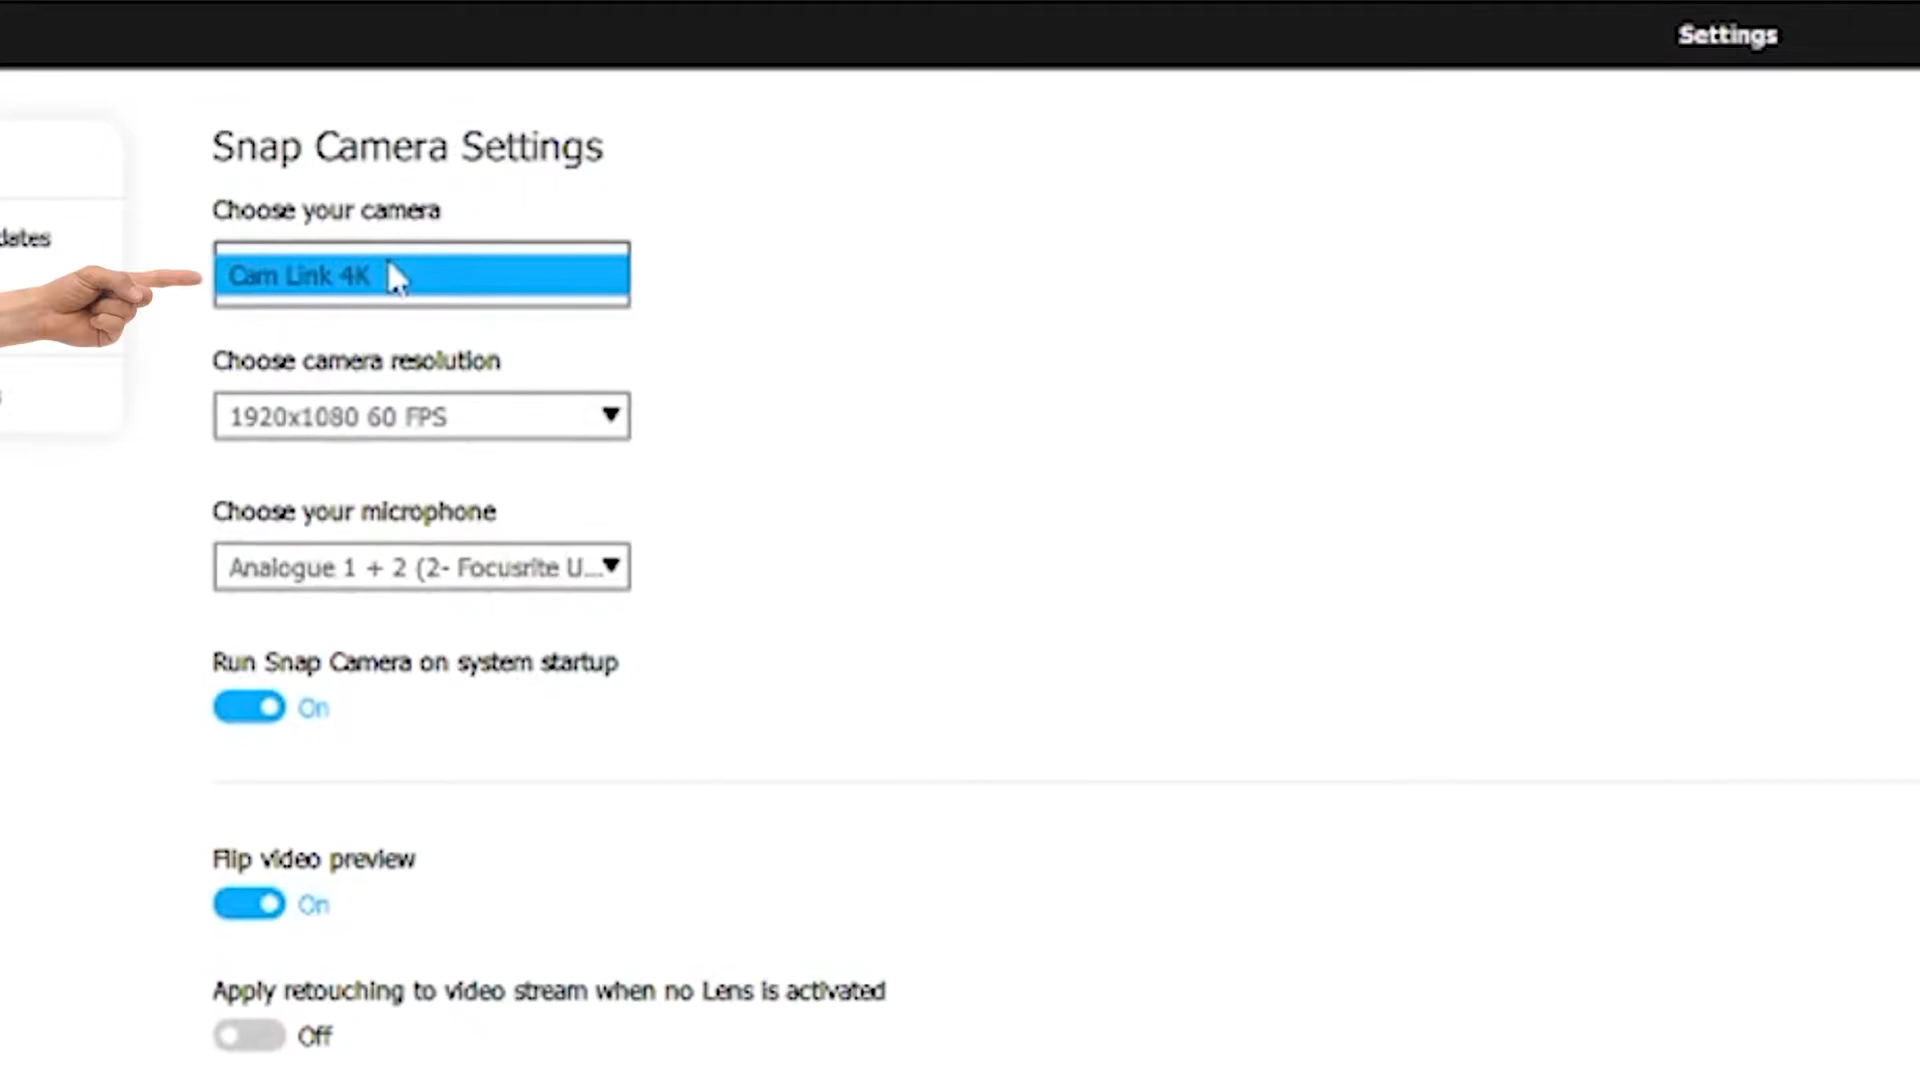 Settings
Snap Camera Settings
Choose your camera
dates
Cam Link 4K
Choose camera resolution
1920x1080 60 FPS
Choose your microphone
Analogue 1 + 2 (2- Focusrite U...
Run Snap Camera on system startup
On
Flip video preview
On
Apply retouching to video stream when no Lens is activated
Off